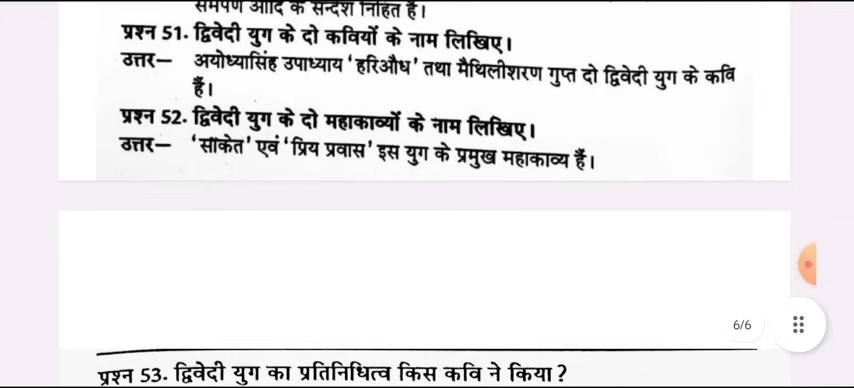 समर्पण आदि के सन्देश निहित हैं।
प्रश्न 51. द्विवेदी युग के दो कवियों के नाम लिखिए।
उत्तर— अयोध्यासिंह उपाध्याय ‘हरिऔध’ तथा मैथिलीशरण गुप्त दो द्विवेदी युग के कवि
हैं।
प्रश्न 52. द्विवेदी युग के दो महाकाव्यों के नाम लिखिए।
उत्तर— ‘साकेत’ एवं ‘प्रिय प्रवास’ इस युग के प्रमुख महाकाव्य हैं।
6/6
प्रश्न 53. द्विवेदी युग का प्रतिनिधित्व किस कवि ने किया?